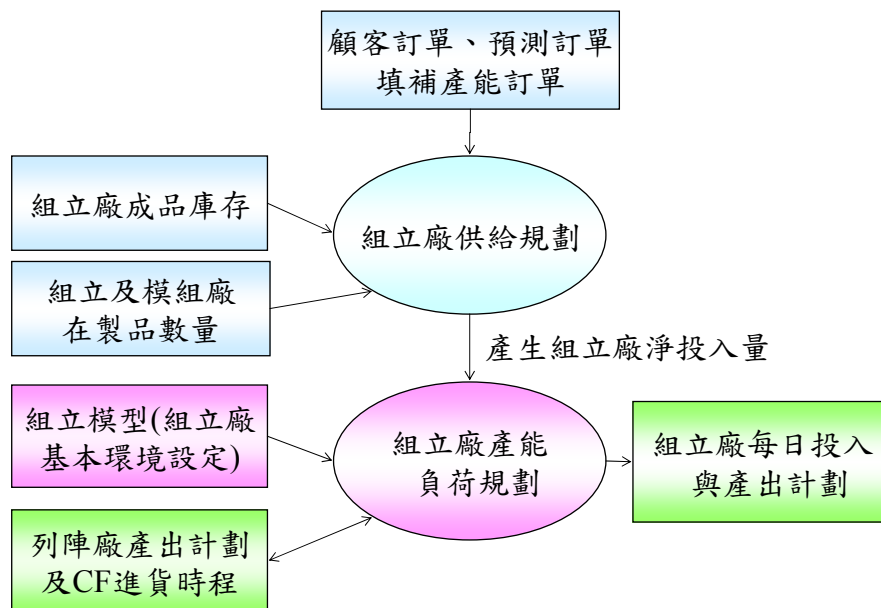 顧客訂單、預測訂單
填補產能訂單
組立廠成品庫存
組立廠供給規劃
組立及模組廠
在製品數量
產生組立廠淨投入量
組立模型(組立廠
基本環境設定)
組立廠產能
負荷規劃
組立廠每日投入
與產出計劃
列陣廠產出計劃
及CF進貨時程